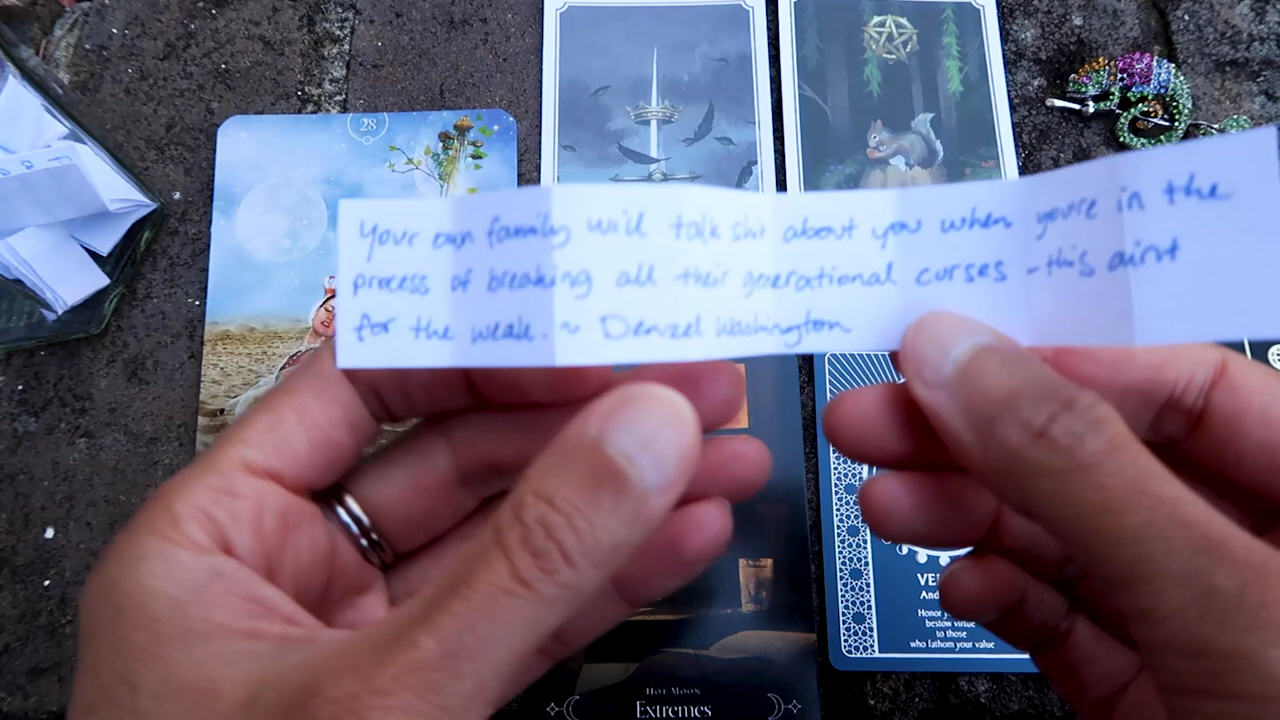 28
Your own family will talk shit about you when you're in the
process of breaking all their generational curses - this aint
for the weak. ~ Denzel Washington
Honor
bestow virtue
to those
who fathom your value
HOT MOON
Extremes